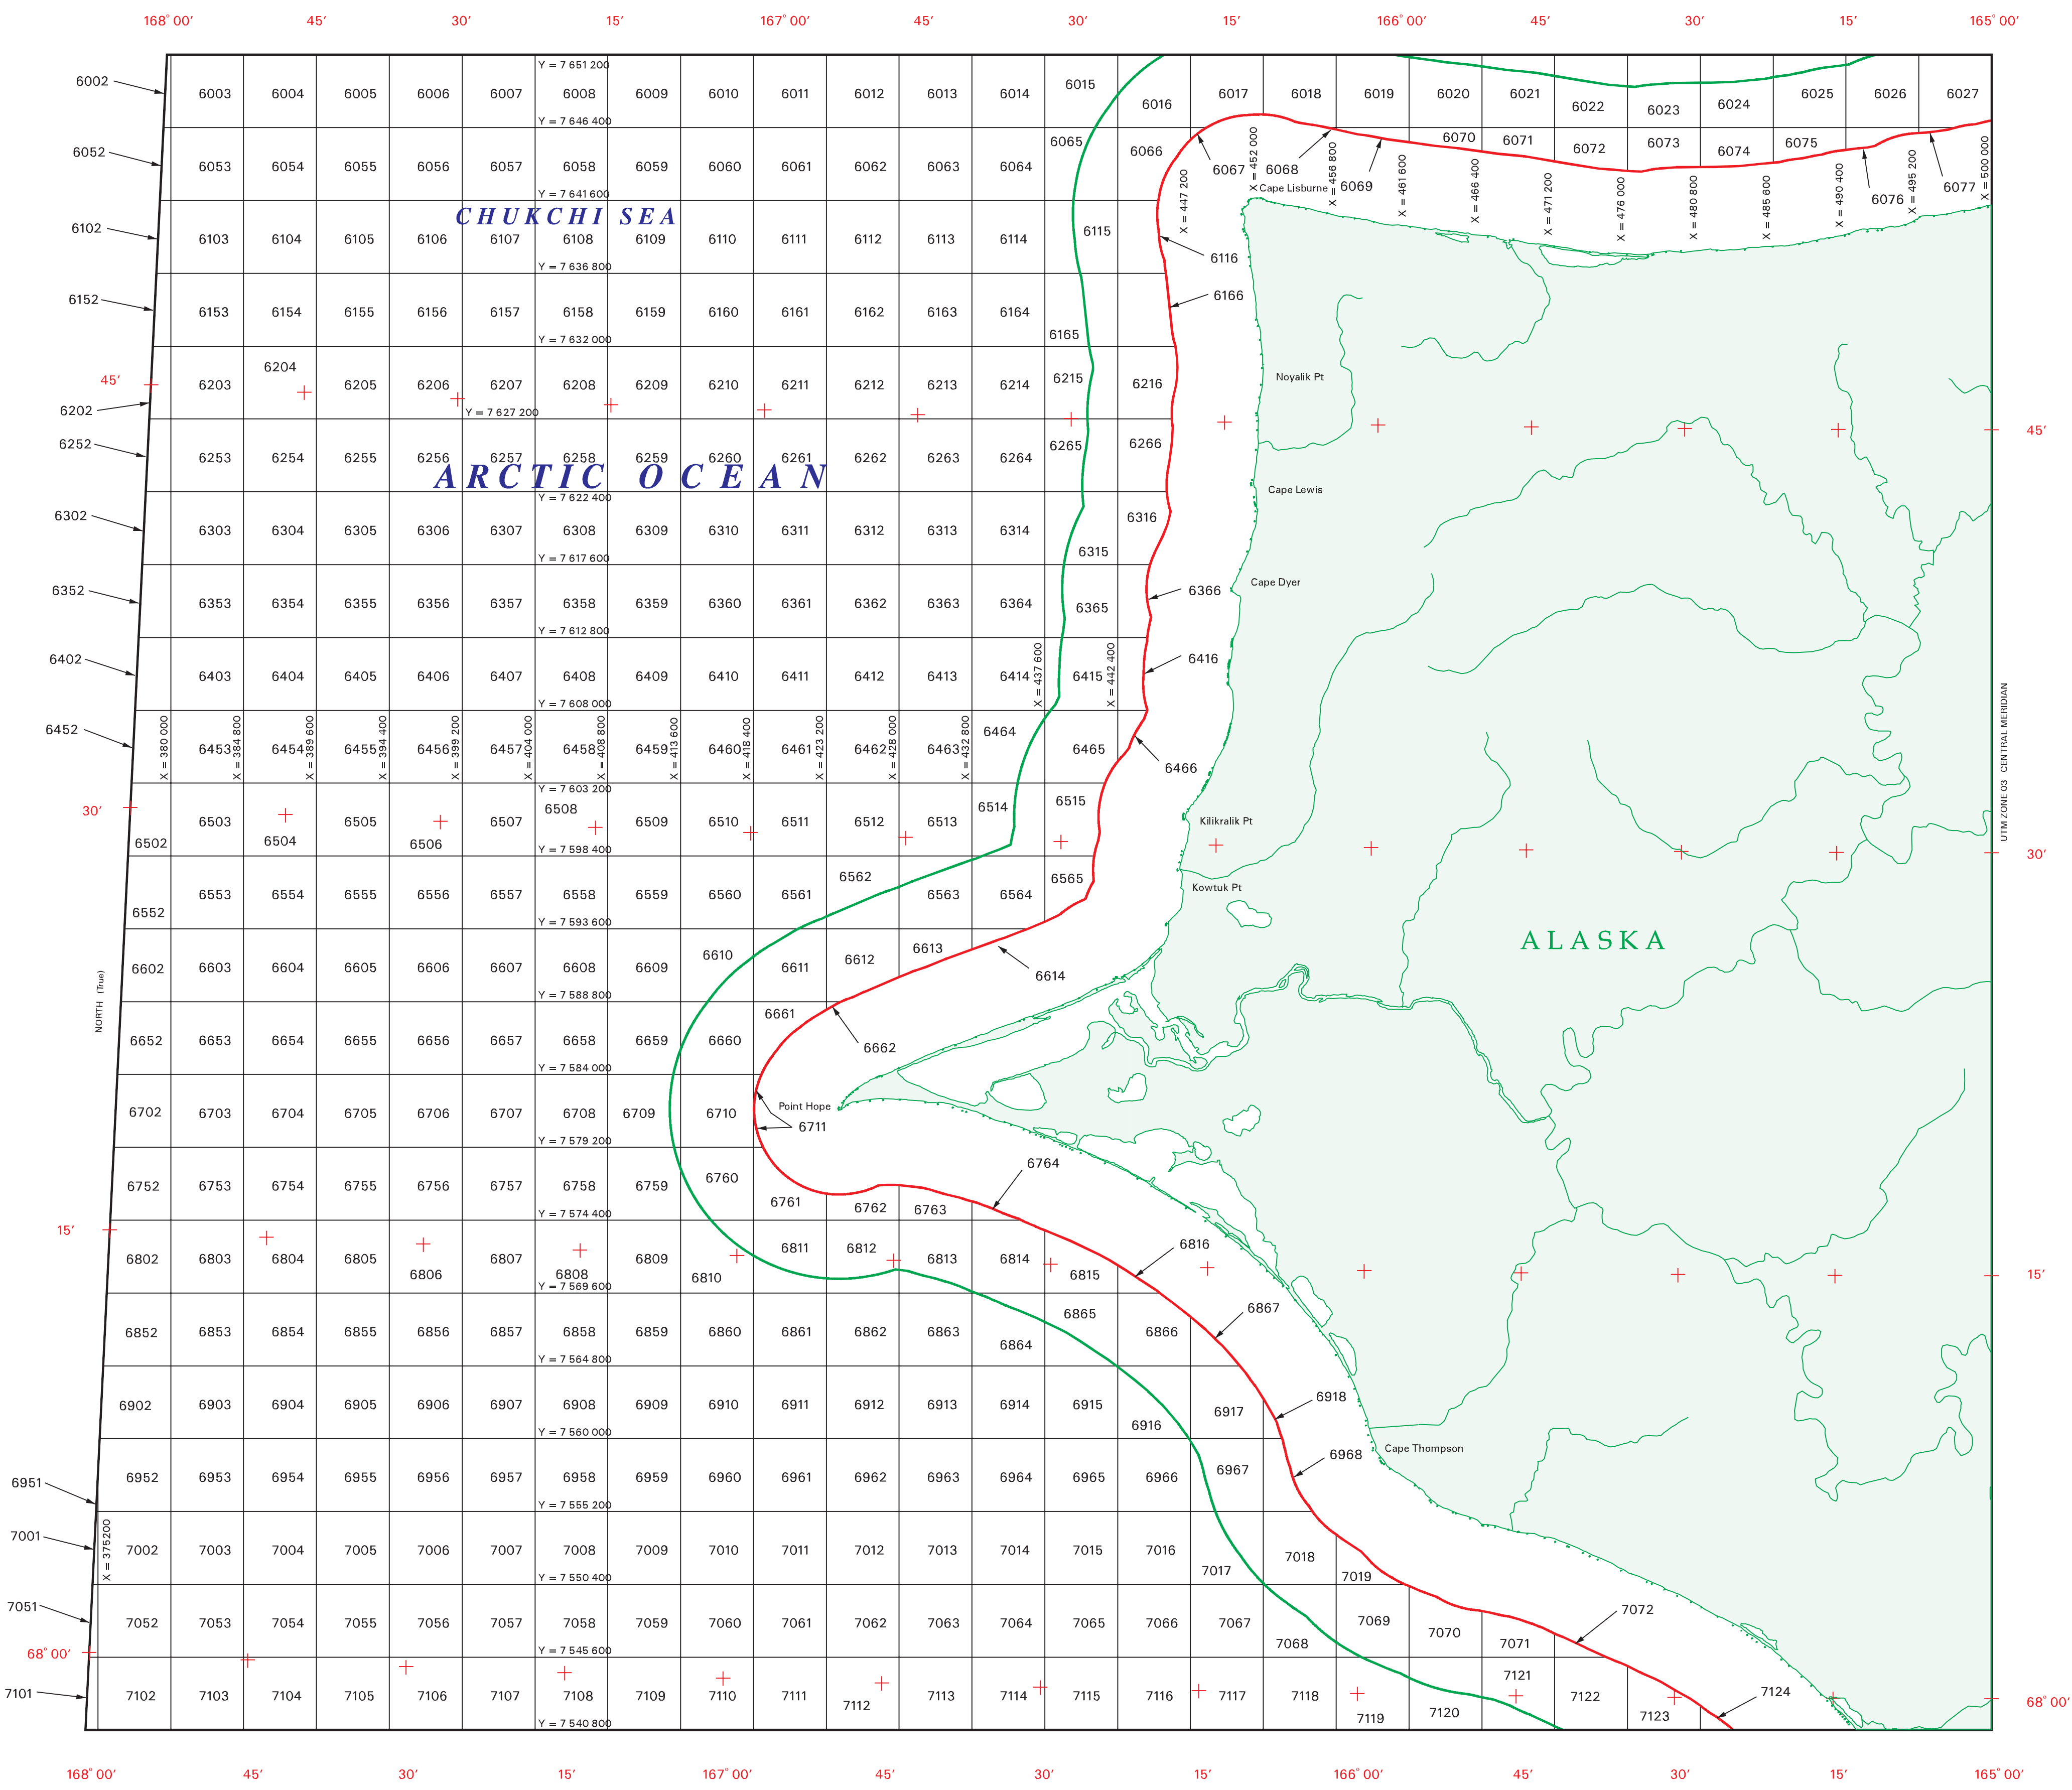 168° 00′ 45′ 30′ 15′ 167° 00′ 45′ 30′ 15′ 166° 00′ 45′ 30′ 15′ 165° 00′
Y = 7 651 200
6002 6003 6004 6005 6006 6007 6008 6009 6010 6011 6012 6013 6014 6015 6016 6017 6018 6019 6020 6021 6022 6023 6024 6025 6026 6027
Y = 7 646 400
6052 6053 6054 6055 6056 6057 6058 6059 6060 6061 6062 6063 6064 6065 6066 6067 6068 6069 6070 6071 6072 6073 6074 6075 6076 6077
X = 447 200 X = 452 000 X = 456 800 X = 461 600 X = 466 400 X = 471 200 X = 476 000 X = 480 800 X = 485 600 X = 490 400 X = 495 200 X = 500 000
Cape Lisburne
Y = 7 641 600
CHUKCHI SEA
6102 6103 6104 6105 6106 6107 6108 6109 6110 6111 6112 6113 6114 6115 6116
Y = 7 636 800
6152 6153 6154 6155 6156 6157 6158 6159 6160 6161 6162 6163 6164 6165 6166
Y = 7 632 000
45′ 6202 6203 6204 6205 6206 6207 6208 6209 6210 6211 6212 6213 6214 6215 6216
Noyalik Pt
Y = 7 627 200
45′
6252 6253 6254 6255 6256 6257 6258 6259 6260 6261 6262 6263 6264 6265 6266
ARCTIC OCEAN
Cape Lewis
Y = 7 622 400
6302 6303 6304 6305 6306 6307 6308 6309 6310 6311 6312 6313 6314 6315 6316
Y = 7 617 600
Cape Dyer
6352 6353 6354 6355 6356 6357 6358 6359 6360 6361 6362 6363 6364 6365 6366
Y = 7 612 800
6402 6403 6404 6405 6406 6407 6408 6409 6410 6411 6412 6413 6414 6415 6416
X = 437 600 X = 442 400
Y = 7 608 000
6452 6453 6454 6455 6456 6457 6458 6459 6460 6461 6462 6463 6464 6465 6466
X = 380 000 X = 384 800 X = 389 600 X = 394 400 X = 399 200 X = 404 000 X = 408 800 X = 413 600 X = 418 400 X = 423 200 X = 428 000 X = 432 800
UTM ZONE 03 CENTRAL MERIDIAN
Y = 7 603 200
30′ 6502 6503 6504 6505 6506 6507 6508 6509 6510 6511 6512 6513 6514 6515
Kilikralik Pt
Y = 7 598 400
30′
6552 6553 6554 6555 6556 6557 6558 6559 6560 6561 6562 6563 6564 6565
Kowtuk Pt
Y = 7 593 600
ALASKA
6602 6603 6604 6605 6606 6607 6608 6609 6610 6611 6612 6613 6614
NORTH (True)
Y = 7 588 800
6652 6653 6654 6655 6656 6657 6658 6659 6660 6661 6662
Y = 7 584 000
6702 6703 6704 6705 6706 6707 6708 6709 6710 6711
Point Hope
Y = 7 579 200
6752 6753 6754 6755 6756 6757 6758 6759 6760 6761 6762 6763 6764
Y = 7 574 400
15′
6802 6803 6804 6805 6806 6807 6808 6809 6810 6811 6812 6813 6814 6815 6816
15′
Y = 7 569 600
6852 6853 6854 6855 6856 6857 6858 6859 6860 6861 6862 6863 6864 6865 6866 6867
Y = 7 564 800
6902 6903 6904 6905 6906 6907 6908 6909 6910 6911 6912 6913 6914 6915 6916 6917 6918
Y = 7 560 000
Cape Thompson
6951 6952 6953 6954 6955 6956 6957 6958 6959 6960 6961 6962 6963 6964 6965 6966 6967 6968
Y = 7 555 200
7001 7002 7003 7004 7005 7006 7007 7008 7009 7010 7011 7012 7013 7014 7015 7016 7017 7018 7019
X = 375200
Y = 7 550 400
7051 7052 7053 7054 7055 7056 7057 7058 7059 7060 7061 7062 7063 7064 7065 7066 7067 7068 7069 7070 7071 7072
Y = 7 545 600
68° 00′
7101 7102 7103 7104 7105 7106 7107 7108 7109 7110 7111 7112 7113 7114 7115 7116 7117 7118 7119 7120 7121 7122 7123 7124
68° 00′
Y = 7 540 800
168° 00′ 45′ 30′ 15′ 167° 00′ 45′ 30′ 15′ 166° 00′ 45′ 30′ 15′ 165° 00′